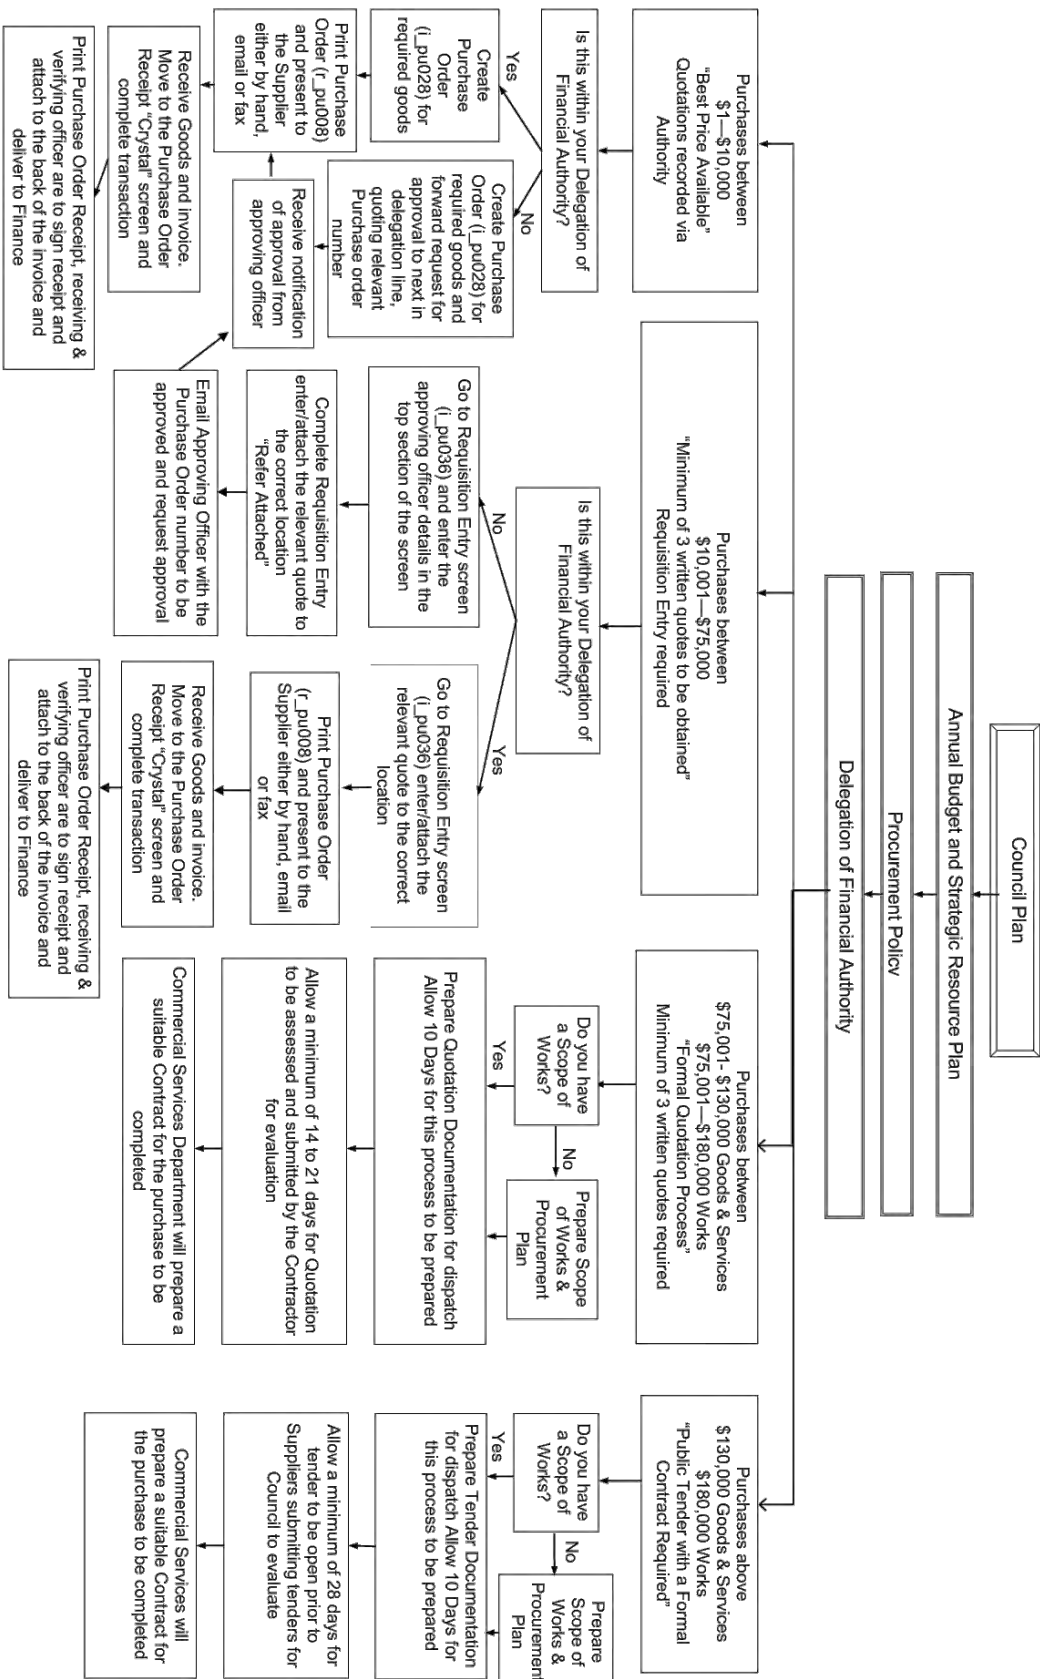 Council Plan
Annual Budget and Strategic Resource Plan
Procurement Policv
Delegation of Financial Authority
Purchases between
$1—$10,000
“Best Price Available”
Quotations recorded via
Authority
Is this within your Delegation of
Financial Authority?
Yes
No
Create
Purchase
Order
(i_pu028) for
required goods
Create Purchase
Order (i_pu028) for
required goods and
forward request for
approval to next in
delegation line,
quoting relevant
Purchase order
number
Print Purchase
Order (r_pu008)
and present to
the Supplier
either by hand,
email or fax
Receive notification
of approval from
approving officer
Receive Goods and invoice.
Move to the Purchase Order
Receipt “Crystal” screen and
complete transaction
Print Purchase Order Receipt, receiving &
verifying officer are to sign receipt and
attach to the back of the invoice and
deliver to Finance
Purchases between
$10,001—$75,000
“Minimum of 3 written quotes to be obtained”
Requisition Entry required
Is this within your Delegation of
Financial Authority?
No
Yes
Go to Requisition Entry screen
(i_pu036) and enter the
approving officer details in the
top section of the screen
Complete Requisition Entry
enter/attach the relevant quote to
the correct location
“Refer Attached”
Email Approving Officer with the
Purchase Order number to be
approved and request approval
Go to Requisition Entry screen
(i_pu036) enter/attach the
relevant quote to the correct
location
Print Purchase Order
(r_pu008) and present to the
Supplier either by hand, email
or fax
Receive Goods and invoice.
Move to the Purchase Order
Receipt “Crystal” screen and
complete transaction
Print Purchase Order Receipt, receiving &
verifying officer are to sign receipt and
attach to the back of the invoice and
deliver to Finance
Purchases between
$75,001- $130,000 Goods & Services
$75,001—$180,000 Works
“Formal Quotation Process”
Minimum of 3 written quotes required
Do you have
a Scope of
Works?
No
Yes
Prepare Scope
of Works &
Procurement
Plan
Prepare Quotation Documentation for dispatch
Allow 10 Days for this process to be prepared
Allow a minimum of 14 to 21 days for Quotation
to be assessed and submitted by the Contractor
for evaluation
Commercial Services Department will prepare a
suitable Contract for the purchase to be
completed
Purchases above
$130,000 Goods & Services
$180,000 Works
“Public Tender with a Formal
Contract Required”
Do you have
a Scope of
Works?
No
Yes
Prepare
Scope of
Works &
Procurement
Plan
Prepare Tender Documentation
for dispatch Allow 10 Days for
this process to be prepared
Allow a minimum of 28 days for
tender to be open prior to
Suppliers submitting tenders for
Council to evaluate
Commercial Services will
prepare a suitable Contract for
the purchase to be completed